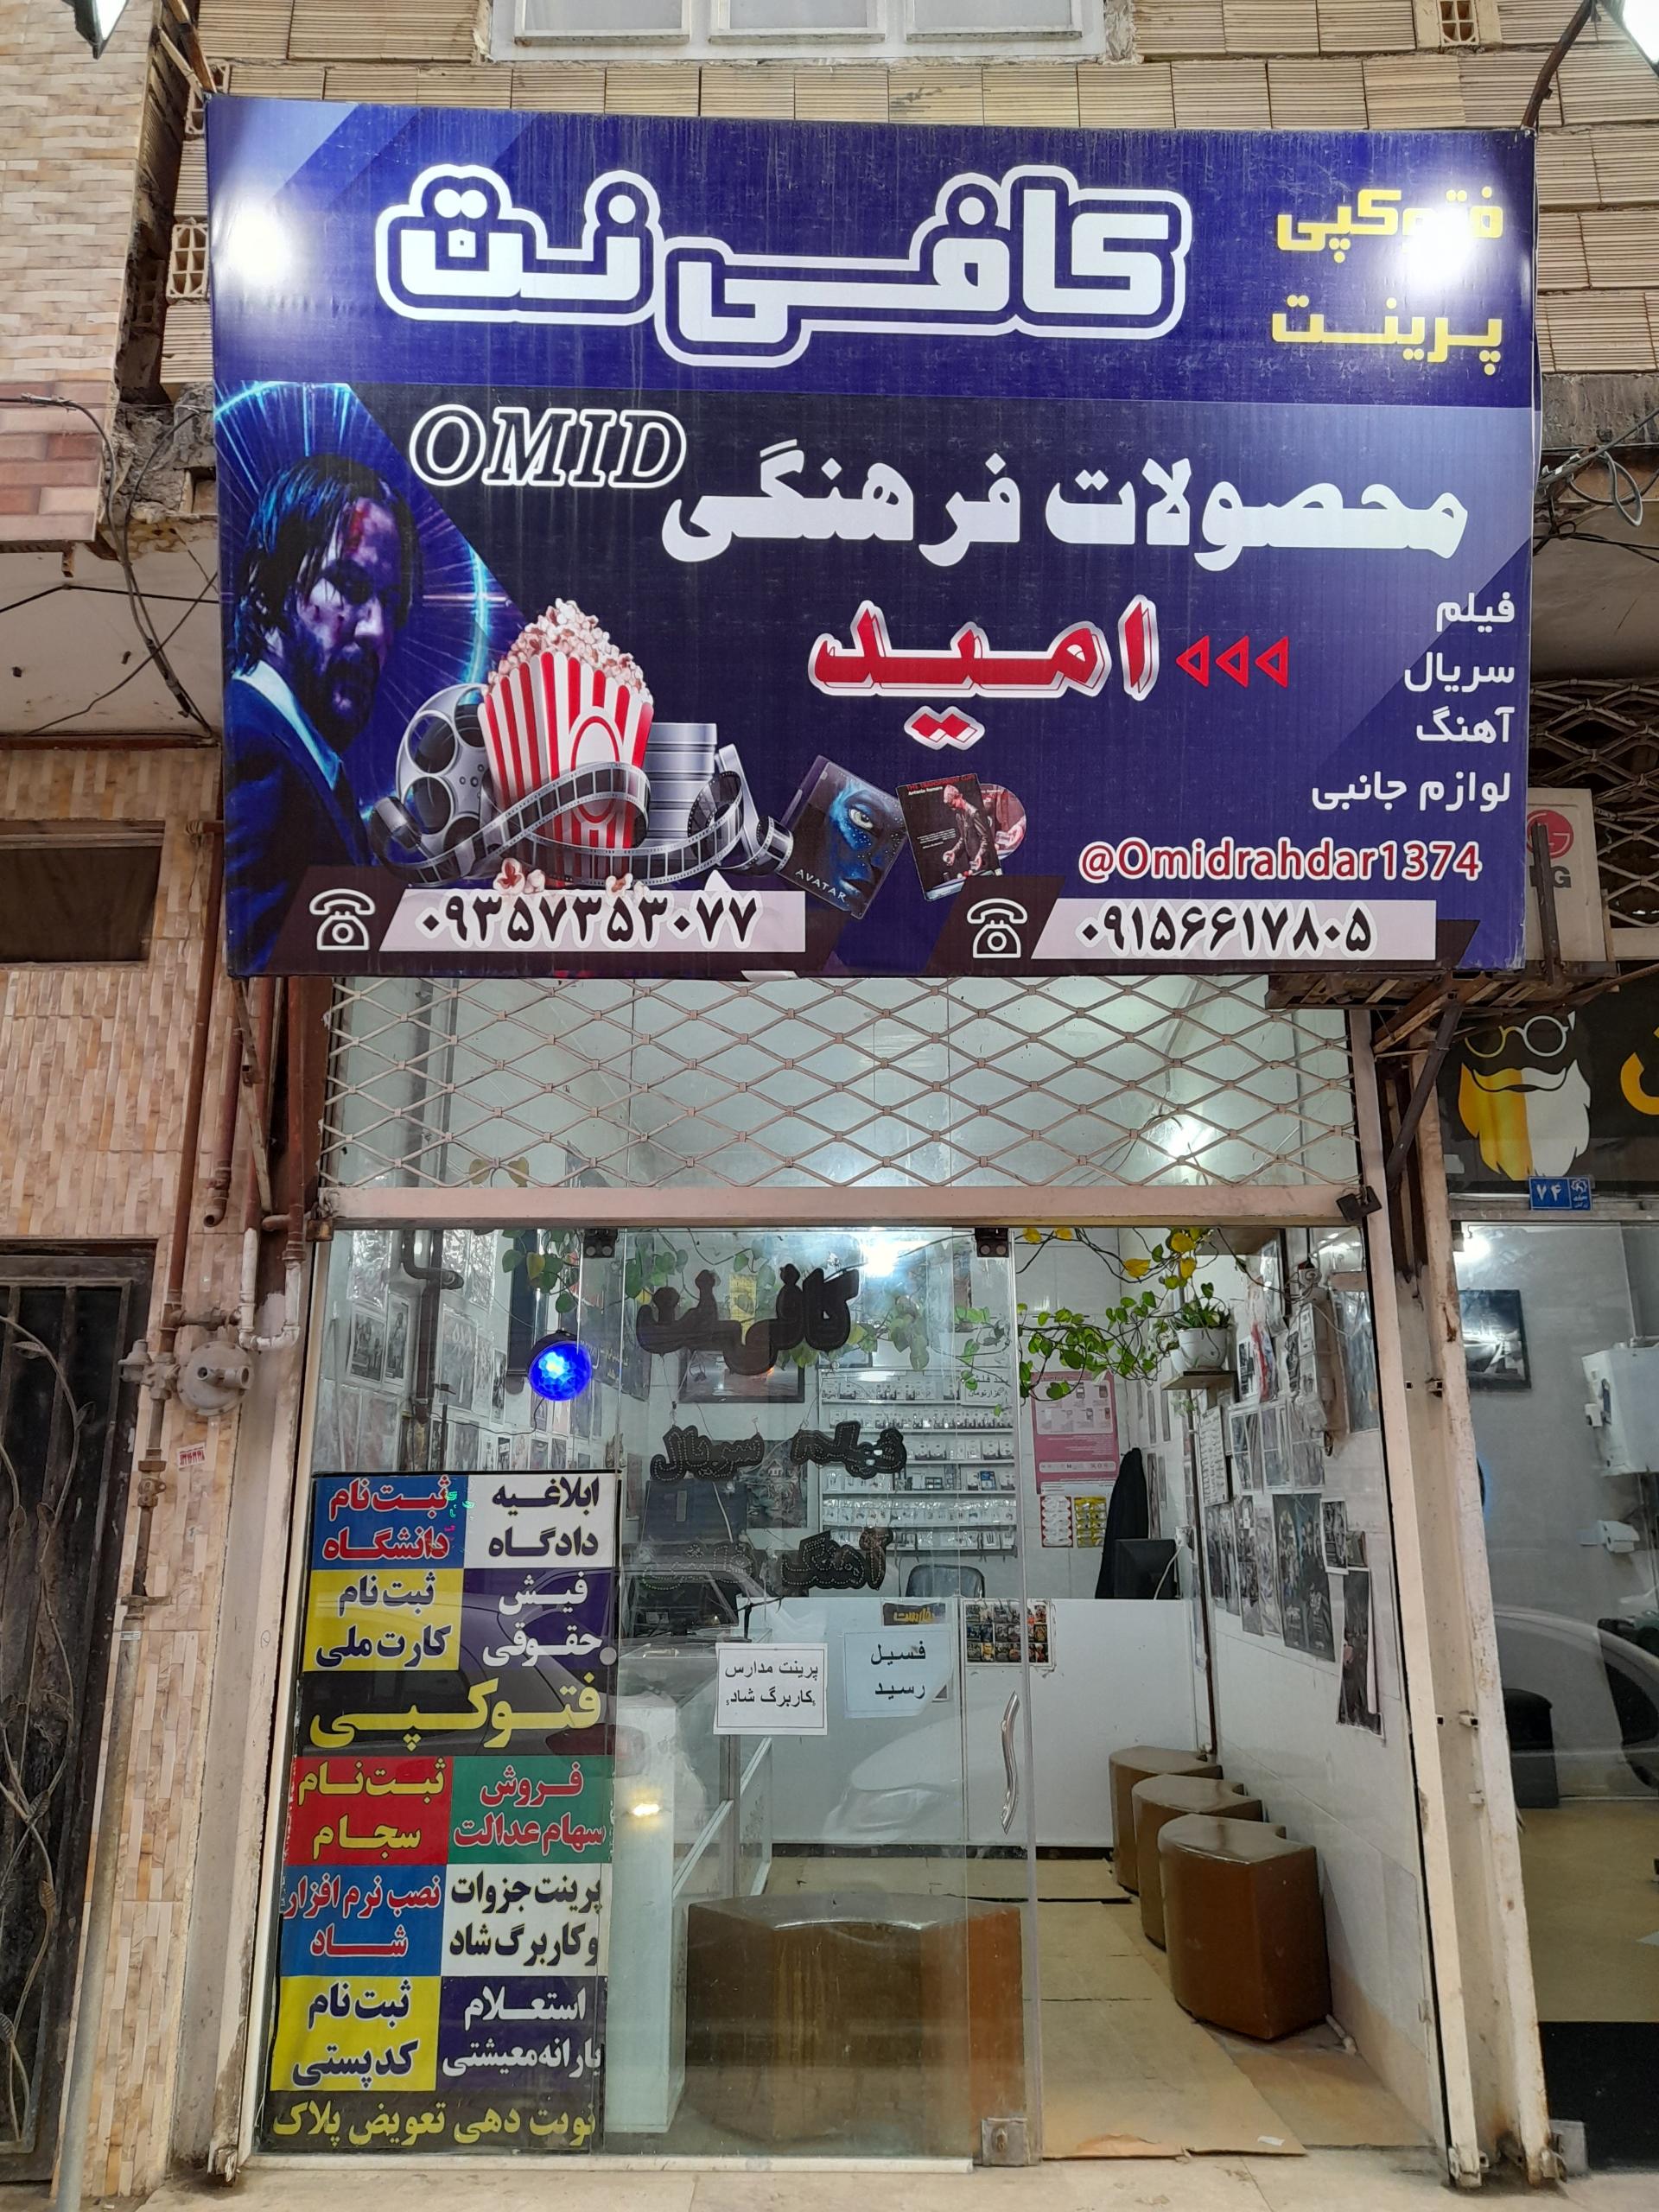 کافی نت
فتوکپی
پرینت
OMID
محصولات فرهنگی
امید
فیلم
سریال
آهنگ
لوازم جانبی
@Omidrahdar1374
۰۹۳۵۷۳۵۳۰۷۷
۰۹۱۵۶۶۱۷۸۰۵
AVATAR
LG
۷۴
کافی نت
فیلم سریال
آهنگ
ابلاغیه
دادگاه
ثبت نام
دانشگاه
فیش
حقوقی
ثبت نام
کارت ملی
فتوکپی
فروش
سهام عدالت
ثبت نام
سجام
پرینت جزوات
وکاربرگ شاد
نصب نرم افزار
شاد
استعلام
یارانه معیشتی
ثبت نام
کدپستی
نوبت دهی تعویض پلاک
پرینت مدارس
,کاربرگ شاد,
فسیل
رسید